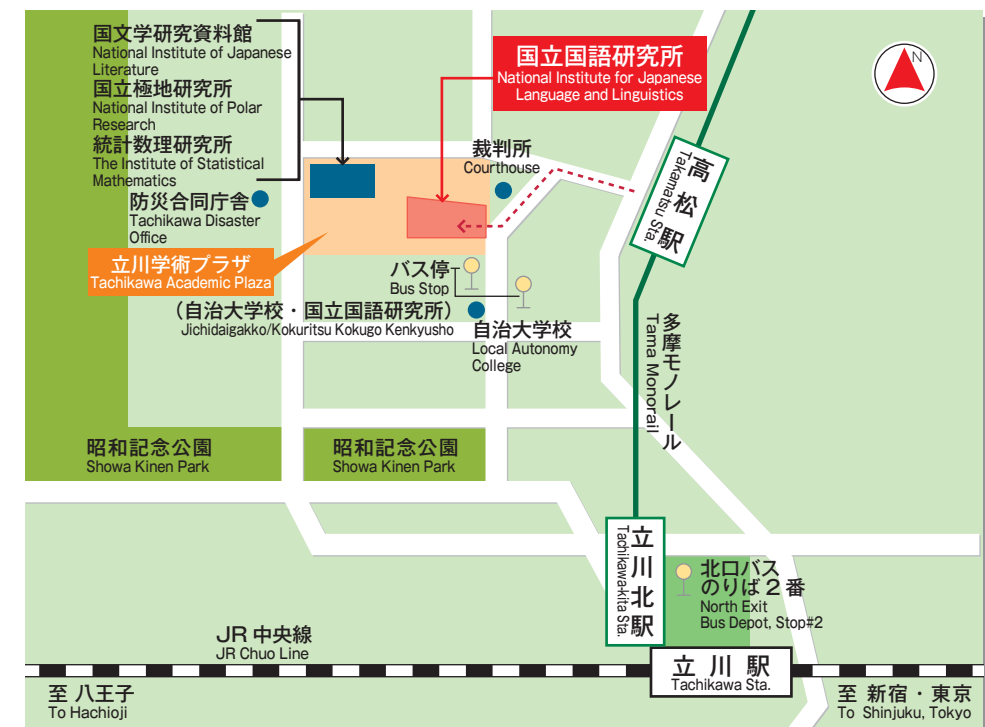 国文学研究資料館
National Institute of Japanese
Literature
国立極地研究所
National Institute of Polar
Research
統計数理研究所
The Institute of Statistical
Mathematics
防災合同庁舎
Tachikawa Disaster
Office
立川学術プラザ
Tachikawa Academic Plaza
国立国語研究所
National Institute for Japanese
Language and Linguistics
N
裁判所
Courthouse
高松駅
Takamatsu Sta.
バス停
Bus Stop
（自治大学校・国立国語研究所）
Jichidaigakko/Kokuritsu Kokugo Kenkyusho
自治大学校
Local Autonomy
College
多摩モノレール
Tama Monorail
昭和記念公園
Showa Kinen Park
昭和記念公園
Showa Kinen Park
立川北駅
Tachikawa-kita Sta.
北口バス
のりば2番
North Exit
Bus Depot, Stop#2
JR 中央線
JR Chuo Line
立川駅
Tachikawa Sta.
至 八王子
To Hachioji
至 新宿・東京
To Shinjuku, Tokyo